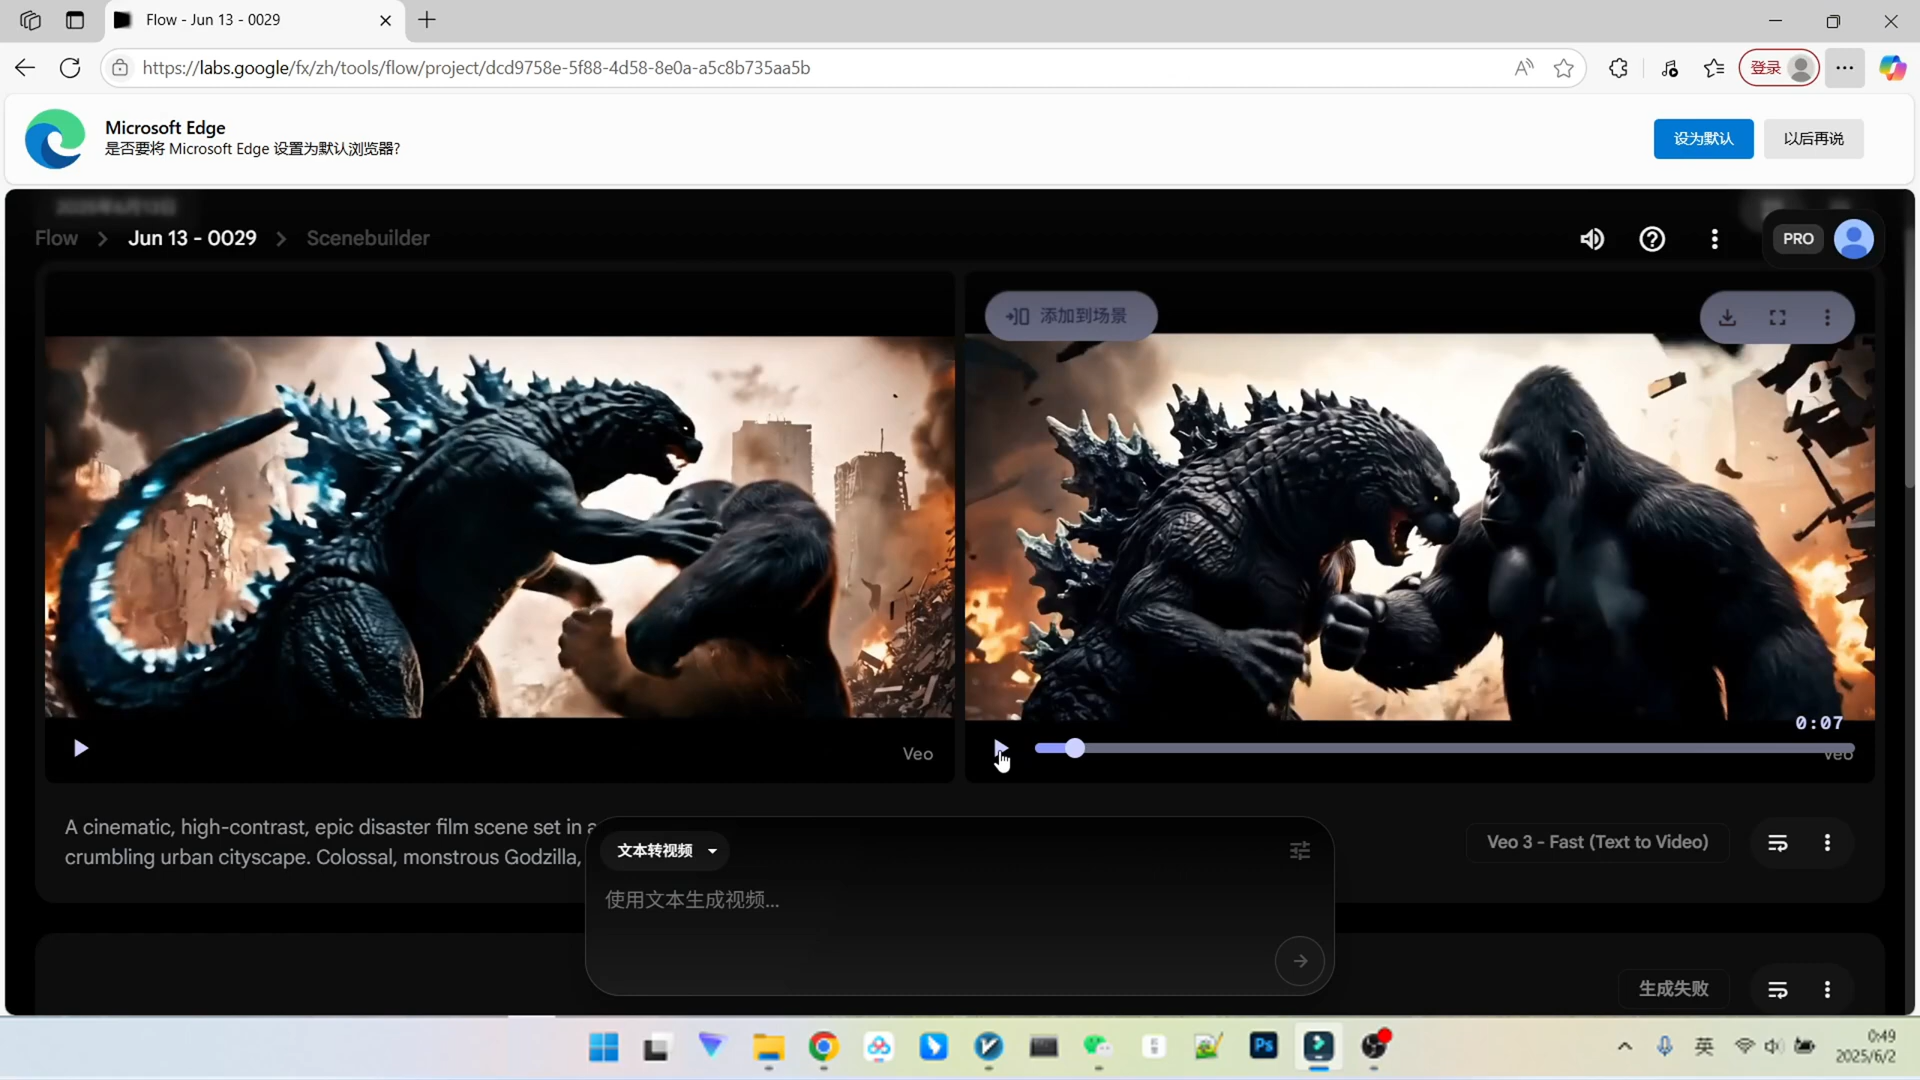 Flow - Jun 13 - 0029
https://labs.google/fx/zh/tools/flow/project/dcd9758e-5f88-4d58-8e0a-a5c8b735aa5b
登录
Microsoft Edge
是否要将 Microsoft Edge 设置为默认浏览器?
设为默认
以后再说
Flow
Jun 13 - 0029
Scenebuilder
PRO
添加到场景
0:07
Veo
Veo
A cinematic, high-contrast, epic disaster film scene set in a
crumbling urban cityscape. Colossal, monstrous Godzilla,
Veo 3 - Fast (Text to Video)
文本转视频
使用文本生成视频...
生成失败
Ps
英
0:49
2025/6/2